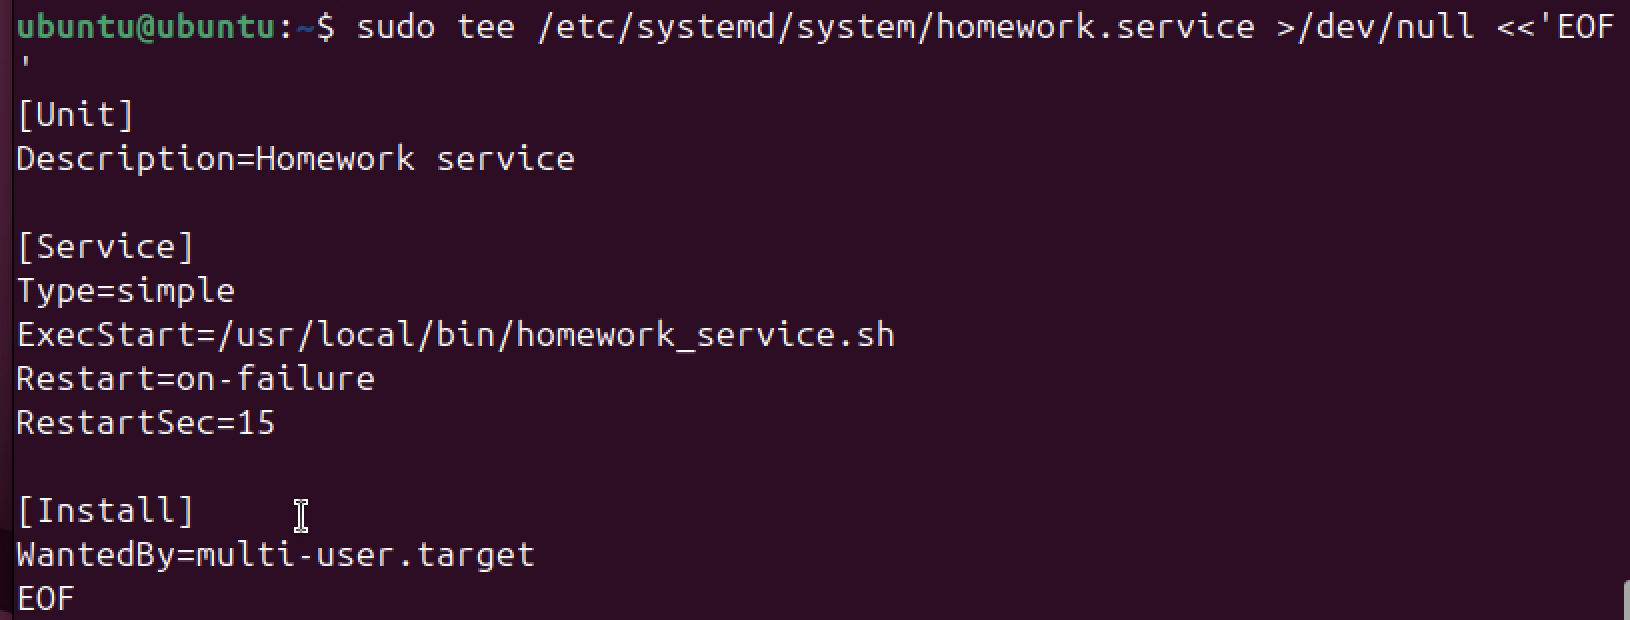 ubuntu@ubuntu:~$ sudo tee /etc/systemd/system/homework.service >/dev/null <<'EOF
'
[Unit]
Description=Homework service

[Service]
Type=simple
ExecStart=/usr/local/bin/homework_service.sh
Restart=on-failure
RestartSec=15

[Install]
WantedBy=multi-user.target
EOF